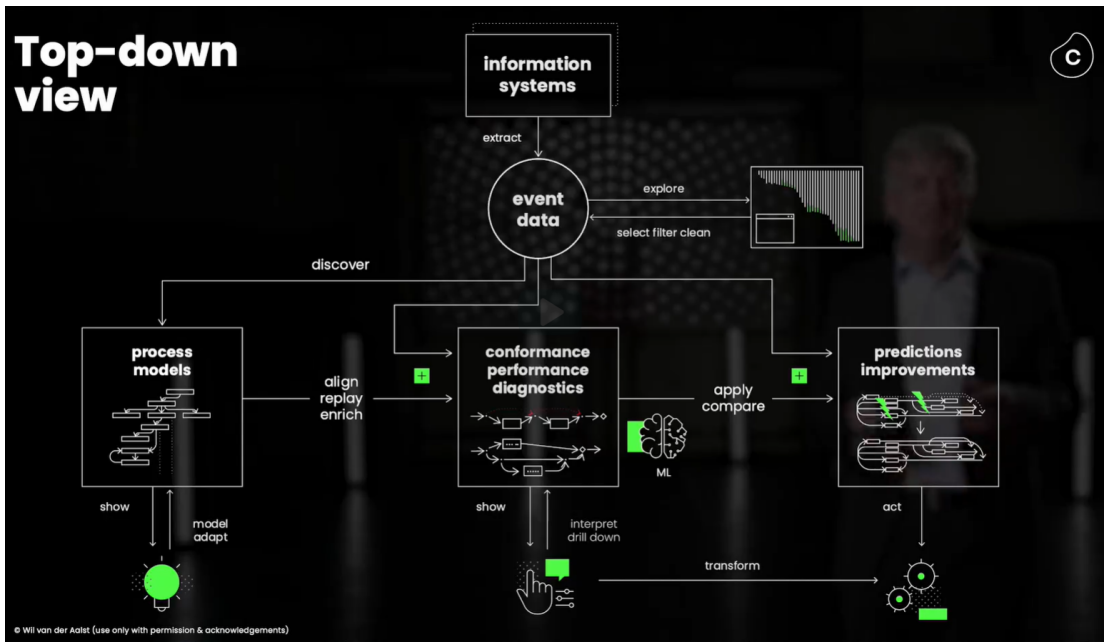 Top-down
view
C
information
systems
extract
event
data
explore
select filter clean
discover
process
models
conformance
performance
diagnostics
predictions
improvements
+
+
align
replay
enrich
apply
compare
ML
show
model
adapt
show
interpret
drill down
act
transform
© Wil van der Aalst (use only with permission & acknowledgements)